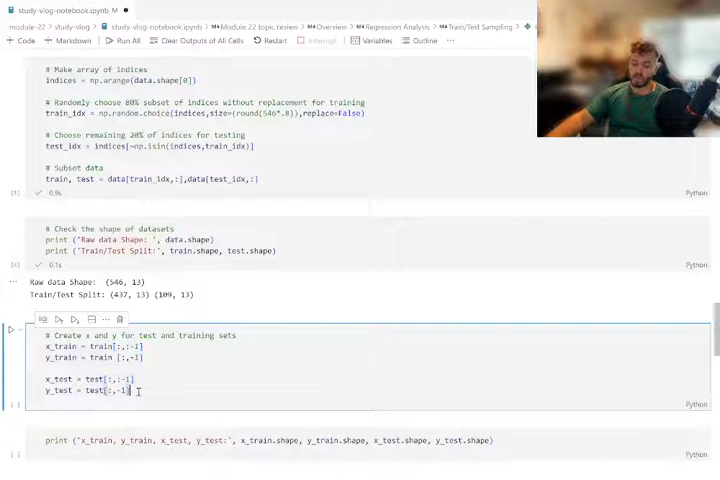 study-vlog-notebook.ipynb M
module-22 > study-vlog > study-vlog-notebook.ipynb > Module 22 topic review > Overview > Regression Analysis > Train/Test Sampling >
+ Code + Markdown Run All Clear Outputs of All Cells Restart Interrupt Variables Outline ...
# Make array of indices
indices = np.arange(data.shape[0])
# Randomly choose 80% subset of indices without replacement for training
train_idx = np.random.choice(indices,size=(round(546*.8)),replace=False)
# Choose remaining 20% of indices for testing
test_idx = indices[~np.isin(indices,train_idx)]
# Subset data
train, test = data[train_idx,:],data[test_idx,:]
0.9s
Python
# Check the shape of datasets
print ('Raw data Shape: ', data.shape)
print ('Train/Test Split:', train.shape, test.shape)
0.1s
Python
Raw data Shape: (546, 13)
Train/Test Split: (437, 13) (109, 13)
# Create x and y for test and training sets
x_train = train[:,:-1]
y_train = train [:,-1]
x_test = test[:,:-1]
y_test = test[:,-1]
[ ]
Python
print ('x_train, y_train, x_test, y_test:', x_train.shape, y_train.shape, x_test.shape, y_test.shape)
[ ]
Python